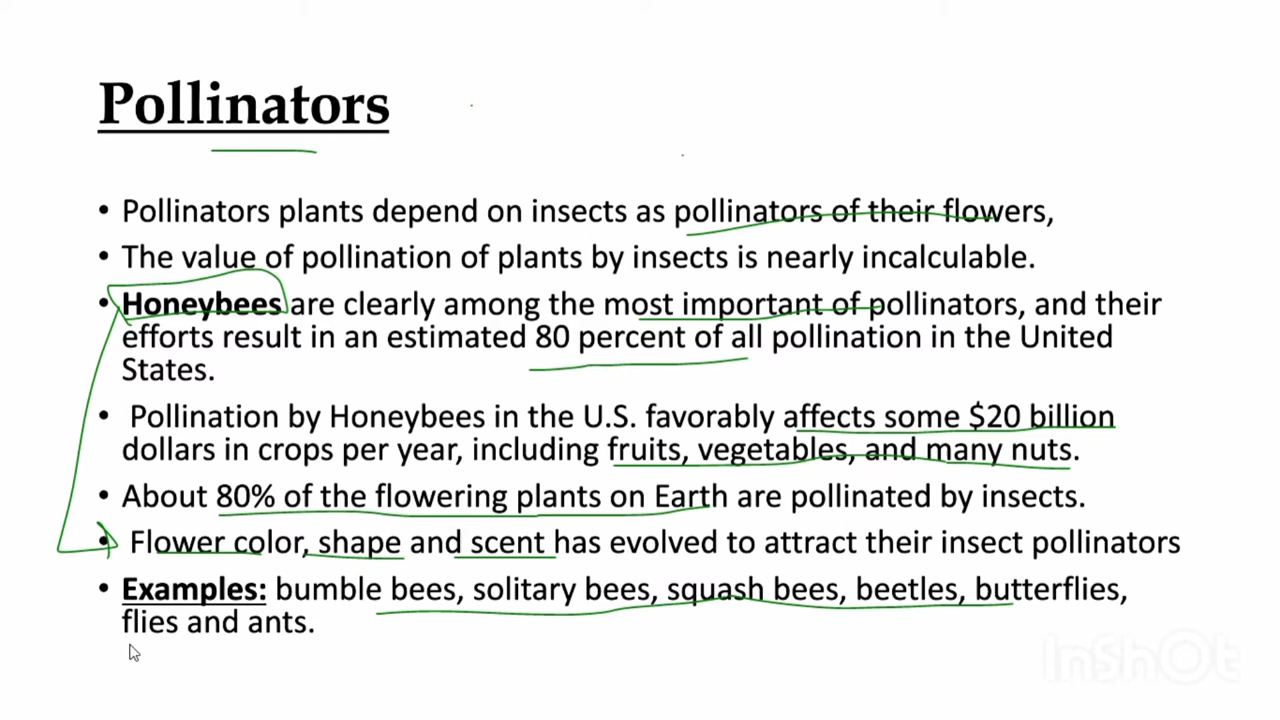 Pollinators
• Pollinators plants depend on insects as pollinators of their flowers,
• The value of pollination of plants by insects is nearly incalculable.
• Honeybees are clearly among the most important of pollinators, and their
efforts result in an estimated 80 percent of all pollination in the United
States.
• Pollination by Honeybees in the U.S. favorably affects some $20 billion
dollars in crops per year, including fruits, vegetables, and many nuts.
• About 80% of the flowering plants on Earth are pollinated by insects.
• Flower color, shape and scent has evolved to attract their insect pollinators
• Examples: bumble bees, solitary bees, squash bees, beetles, butterflies,
flies and ants.
InShOt